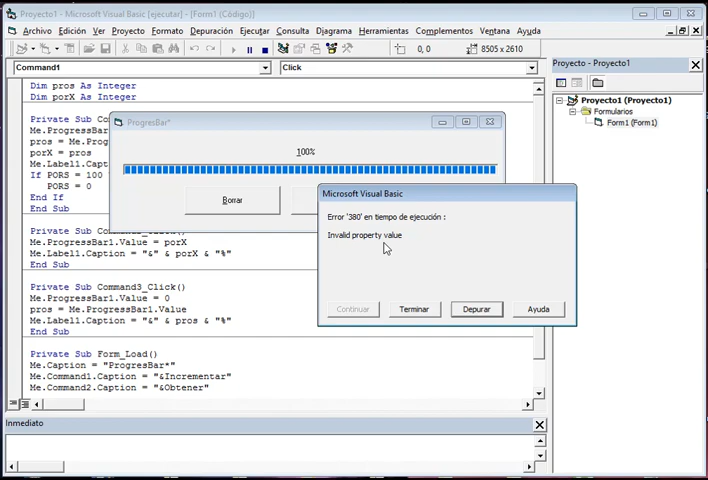 Proyecto1 - Microsoft Visual Basic [ejecutar] - [Form1 (Código)]
Archivo Edición Ver Proyecto Formato Depuración Ejecutar Consulta Diagrama Herramientas Complementos Ventana Ayuda
0, 0 8505 x 2610
Command1 Click
Proyecto - Proyecto1
Dim pros As Integer
Dim porX As Integer
Private Sub Co
Me.ProgressBar
pros = Me.Prog
porX = pros
Me.Label1.Capt
If PORS = 100
PORS = 0
End If
End Sub
ProgresBar*
100%
Borrar
Microsoft Visual Basic
Error '380' en tiempo de ejecución :
Invalid property value
Continuar Terminar Depurar Ayuda
Me.ProgressBar1.Value = porX
Me.Label1.Caption = "&" & porX & "%"
End Sub
Private Sub Command3_Click()
Me.ProgressBar1.Value = 0
pros = Me.ProgressBar1.Value
Me.Label1.Caption = "&" & pros & "%"
End Sub
Private Sub Form_Load()
Me.Caption = "ProgresBar*"
Me.Command1.Caption = "&Incrementar"
Me.Command2.Caption = "&Obtener"
Proyecto1 (Proyecto1)
Formularios
Form1 (Form1)
Inmediato